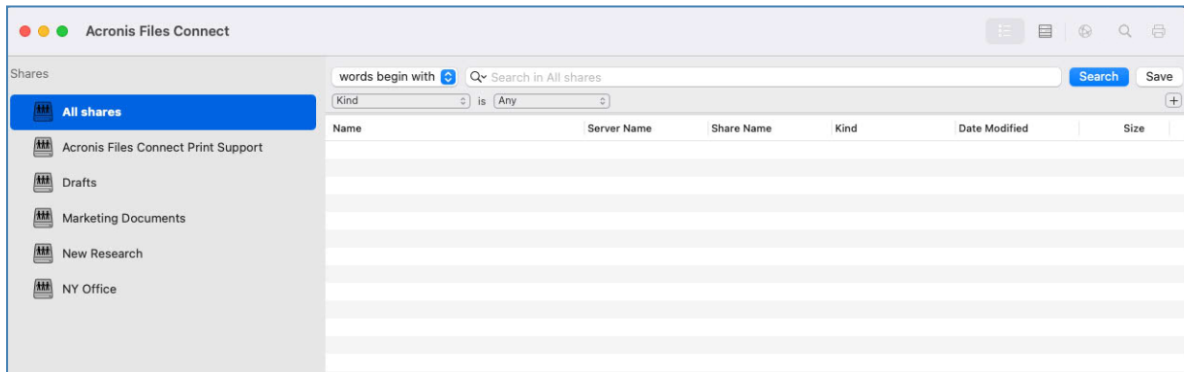 Acronis Files Connect
Shares
All shares
Acronis Files Connect Print Support
Drafts
Marketing Documents
New Research
NY Office
words begin with Search in All shares Search Save
Kind is Any
Name Server Name Share Name Kind Date Modified Size